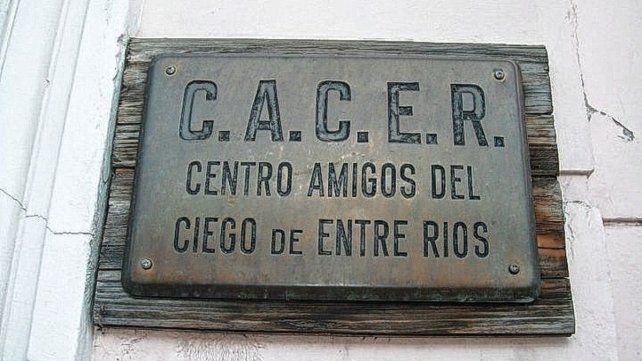 C.A.C.E.R.
CENTRO AMIGOS DEL
CIEGO DE ENTRE RIOS